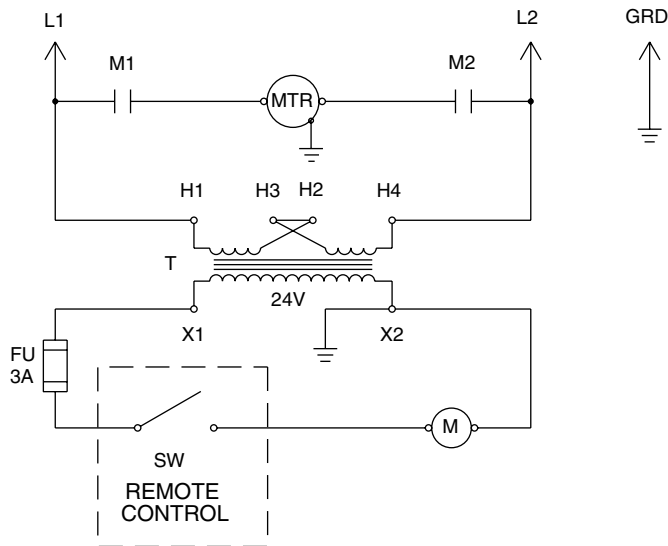 L1
L2
GRD
M1
M2
MTR
H1
H3
H2
H4
T
24V
X1
X2
FU
3A
M
SW
REMOTE
CONTROL